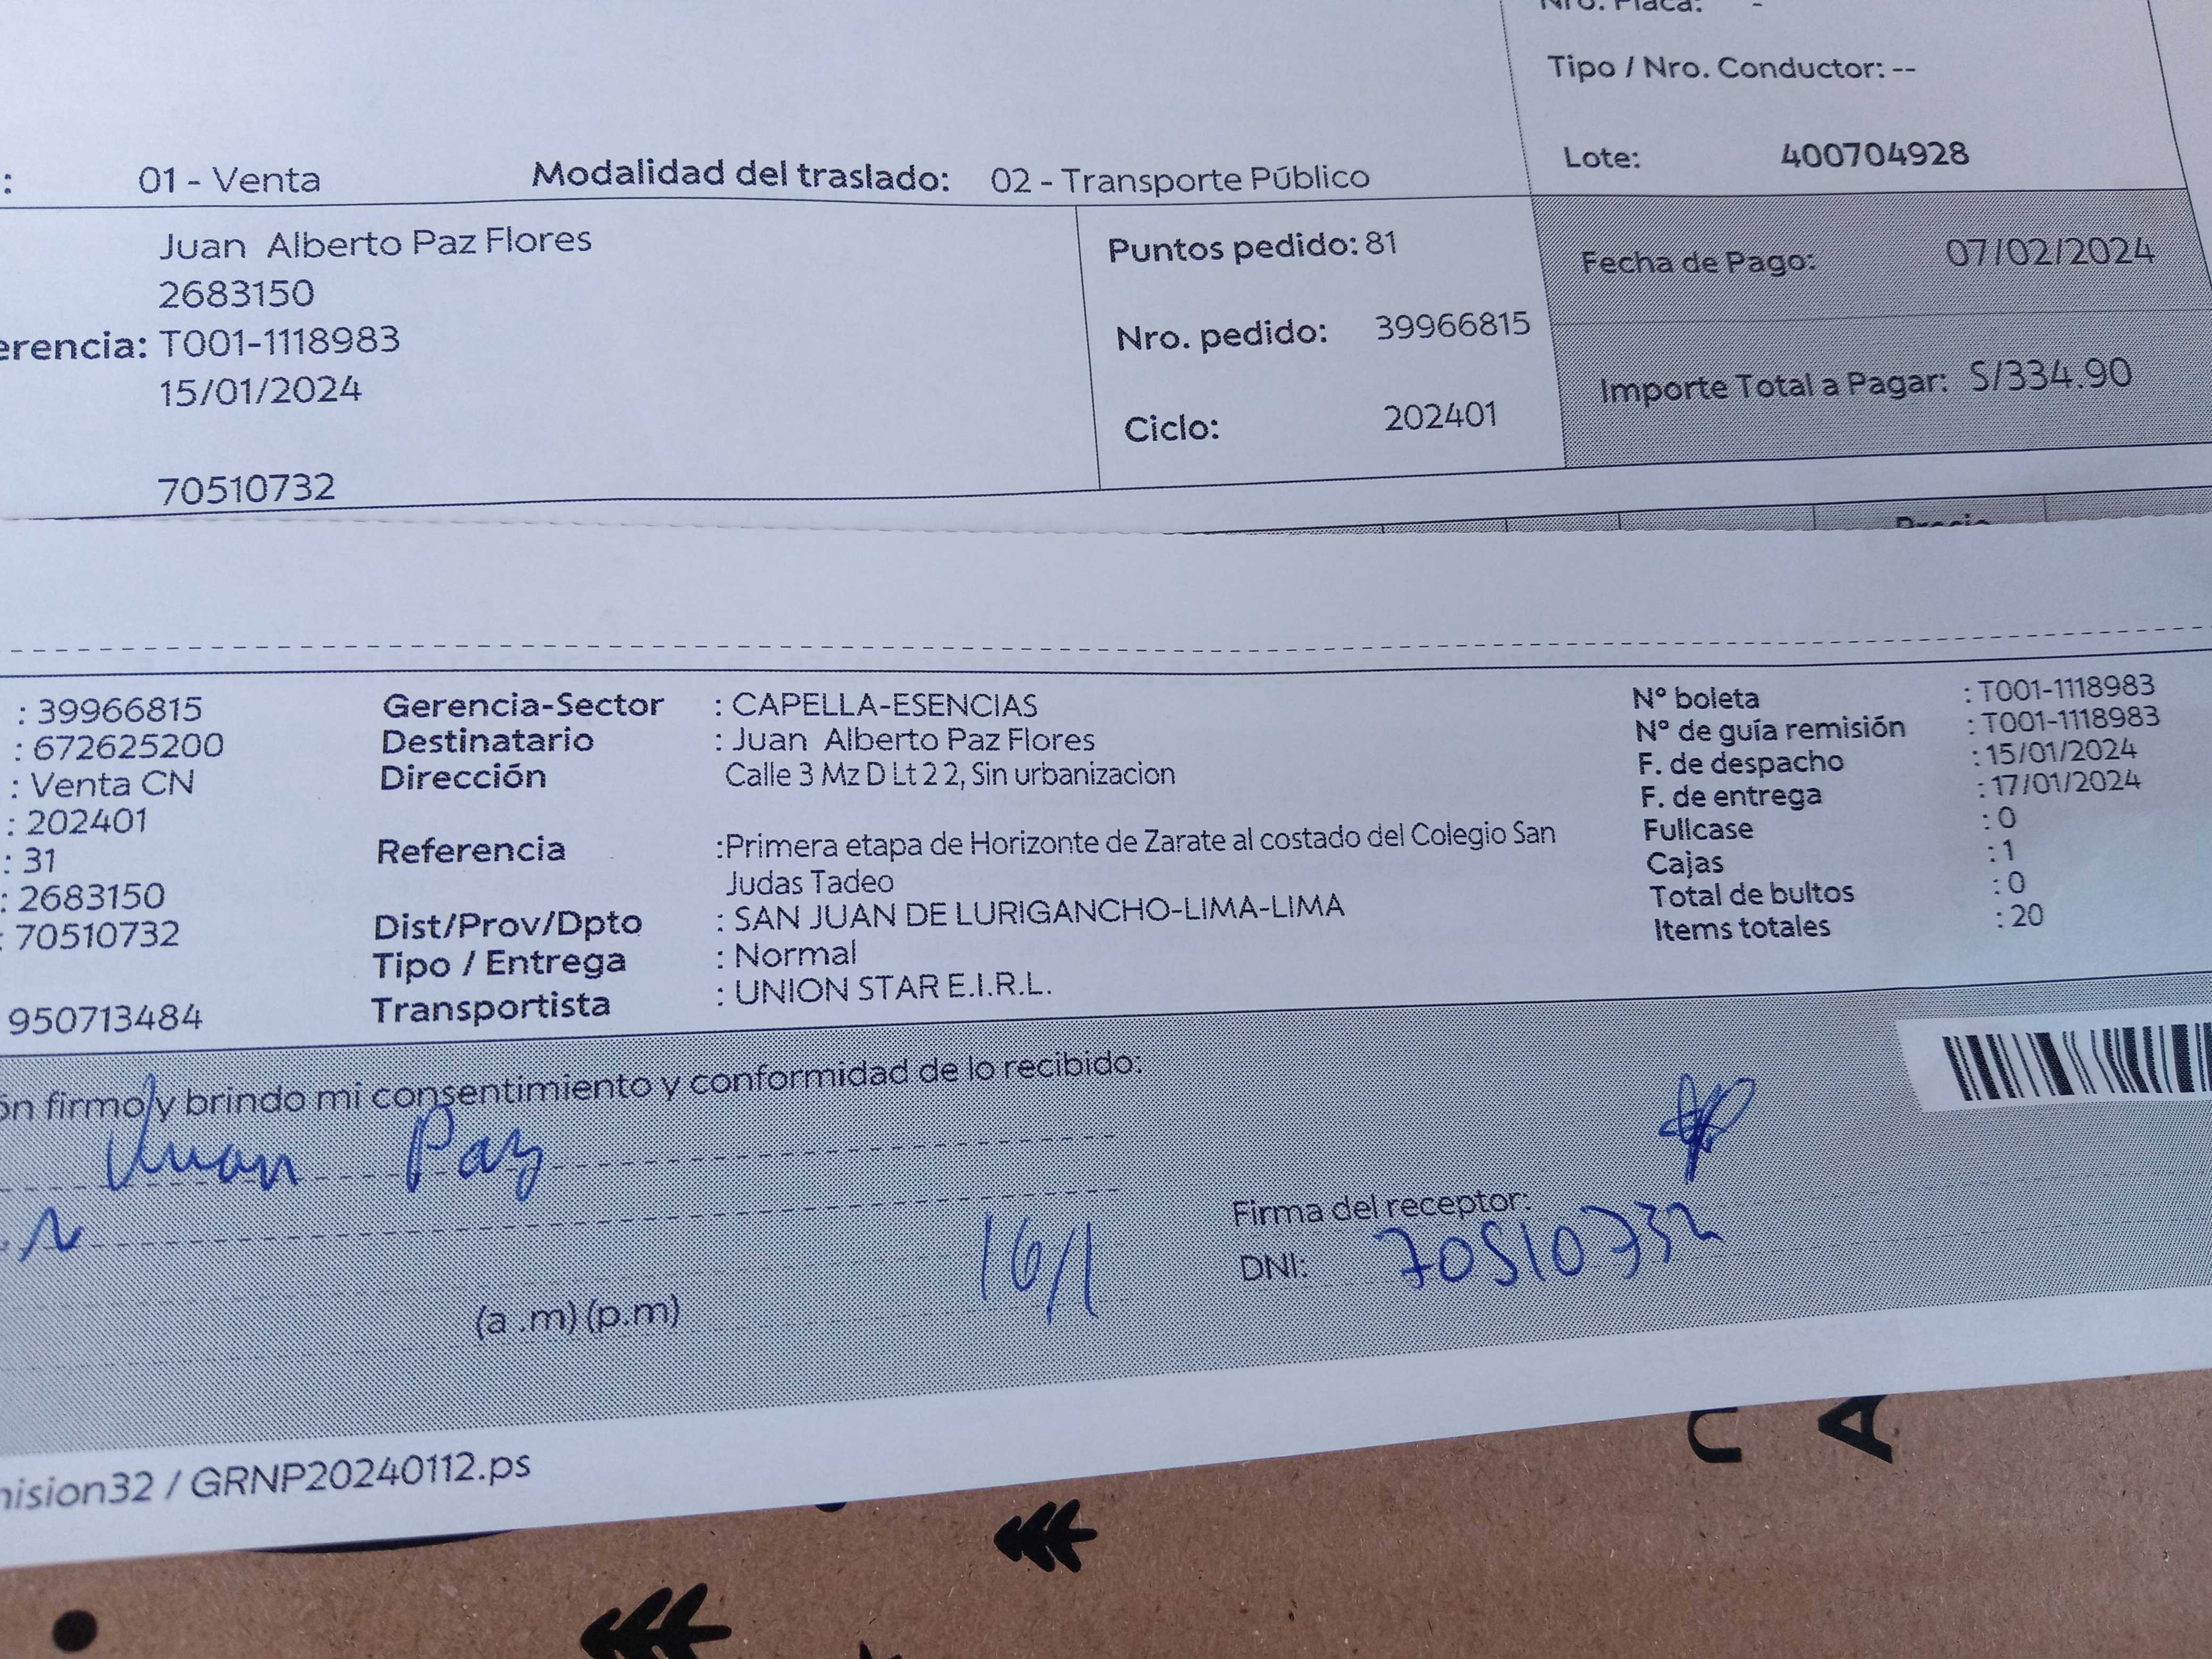 Nro. Placa: -
Tipo / Nro. Conductor: --
Lote: 400704928
: 01 - Venta Modalidad del traslado: 02 - Transporte Público
Juan Alberto Paz Flores
2683150
erencia: T001-1118983
15/01/2024
70510732
Puntos pedido: 81
Nro. pedido: 39966815
Ciclo: 202401
Fecha de Pago: 07/02/2024
Importe Total a Pagar: S/334.90
Precio
: 39966815
: 672625200
: Venta CN
: 202401
: 31
: 2683150
: 70510732
950713484
Gerencia-Sector : CAPELLA-ESENCIAS
Destinatario : Juan Alberto Paz Flores
Dirección Calle 3 Mz D Lt 2 2, Sin urbanizacion
Referencia :Primera etapa de Horizonte de Zarate al costado del Colegio San
Judas Tadeo
Dist/Prov/Dpto : SAN JUAN DE LURIGANCHO-LIMA-LIMA
Tipo / Entrega : Normal
Transportista : UNION STAR E.I.R.L.
N° boleta : T001-1118983
N° de guía remisión : T001-1118983
F. de despacho : 15/01/2024
F. de entrega : 17/01/2024
Fullcase : 0
Cajas : 1
Total de bultos : 0
Items totales : 20
ón firmo y brindo mi consentimiento y conformidad de lo recibido:
Juan Paz
16/1
(a .m) (p.m)
Firma del receptor:
DNI: 70510732
nision32 / GRNP20240112.ps